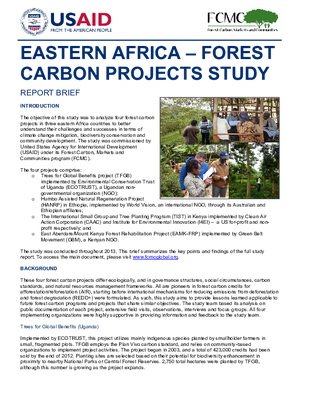 USAID
FROM THE AMERICAN PEOPLE
FCMC
Forest Carbon, Markets and Communities
EASTERN AFRICA – FOREST
CARBON PROJECTS STUDY
REPORT BRIEF
INTRODUCTION
The objective of this study was to analyze four forest carbon
projects in three eastern Africa countries to better
understand their challenges and successes in terms of
climate change mitigation, biodiversity conservation and
community development. The study was commissioned by
United States Agency for International Development
(USAID) under its Forest Carbon, Markets and
Communities program (FCMC).
The four projects comprise:
o Trees for Global Benefits project (TFGB)
implemented by Environmental Conservation Trust
of Uganda (ECOTRUST), a Ugandan non-
governmental organization (NGO);
o Humbo Assisted Natural Regeneration Project
(HANRP) in Ethiopia, implemented by World Vision, an international NGO, through its Australian and
Ethiopian affiliates;
o The International Small Group and Tree Planting Program (TIST) in Kenya implemented by Clean Air
Action Corporation (CAAC) and Institute for Environmental Innovation (I4EI) – a US for-profit and non-
profit respectively; and
o East Aberdare/Mount Kenya Forest Rehabilitation Project (EAMK-FRP) implemented by Green Belt
Movement (GBM), a Kenyan NGO.
The study was conducted throughout 2013. This brief summarizes the key points and findings of the full study
report. To access the main document, please visit www.fcmcglobal.org.
BACKGROUND
These four forest carbon projects differ ecologically, and in governance structures, social circumstances, carbon
standards, and natural resources management frameworks. All are pioneers in forest carbon credits for
afforestation/reforestation (A/R), starting before international mechanisms for reducing emissions from deforestation
and forest degradation (REDD+) were formulated. As such, this study aims to provide lessons learned applicable to
future forest carbon programs and projects that share similar objectives. The study team based its analysis on
public documentation of each project, extensive field visits, observations, interviews and focus groups. All four
implementing organizations were highly supportive in providing information and feedback to the study team.
Trees for Global Benefits (Uganda)
Implemented by ECOTRUST, this project utilizes mainly indigenous species planted by smallholder farmers in
small, fragmented plots. TFGB employs the Plan Vivo carbon standard, and relies on community-based
organizations to implement project activities. The project began in 2003, and a total of 423,000 credits had been
sold by the end of 2012. Planting sites are selected based on their potential for biodiversity enhancement in
proximity to nearby National Parks or Central Forest Reserves. 2,750 total hectares were planted by TFGB,
although this number is growing as the project expands.